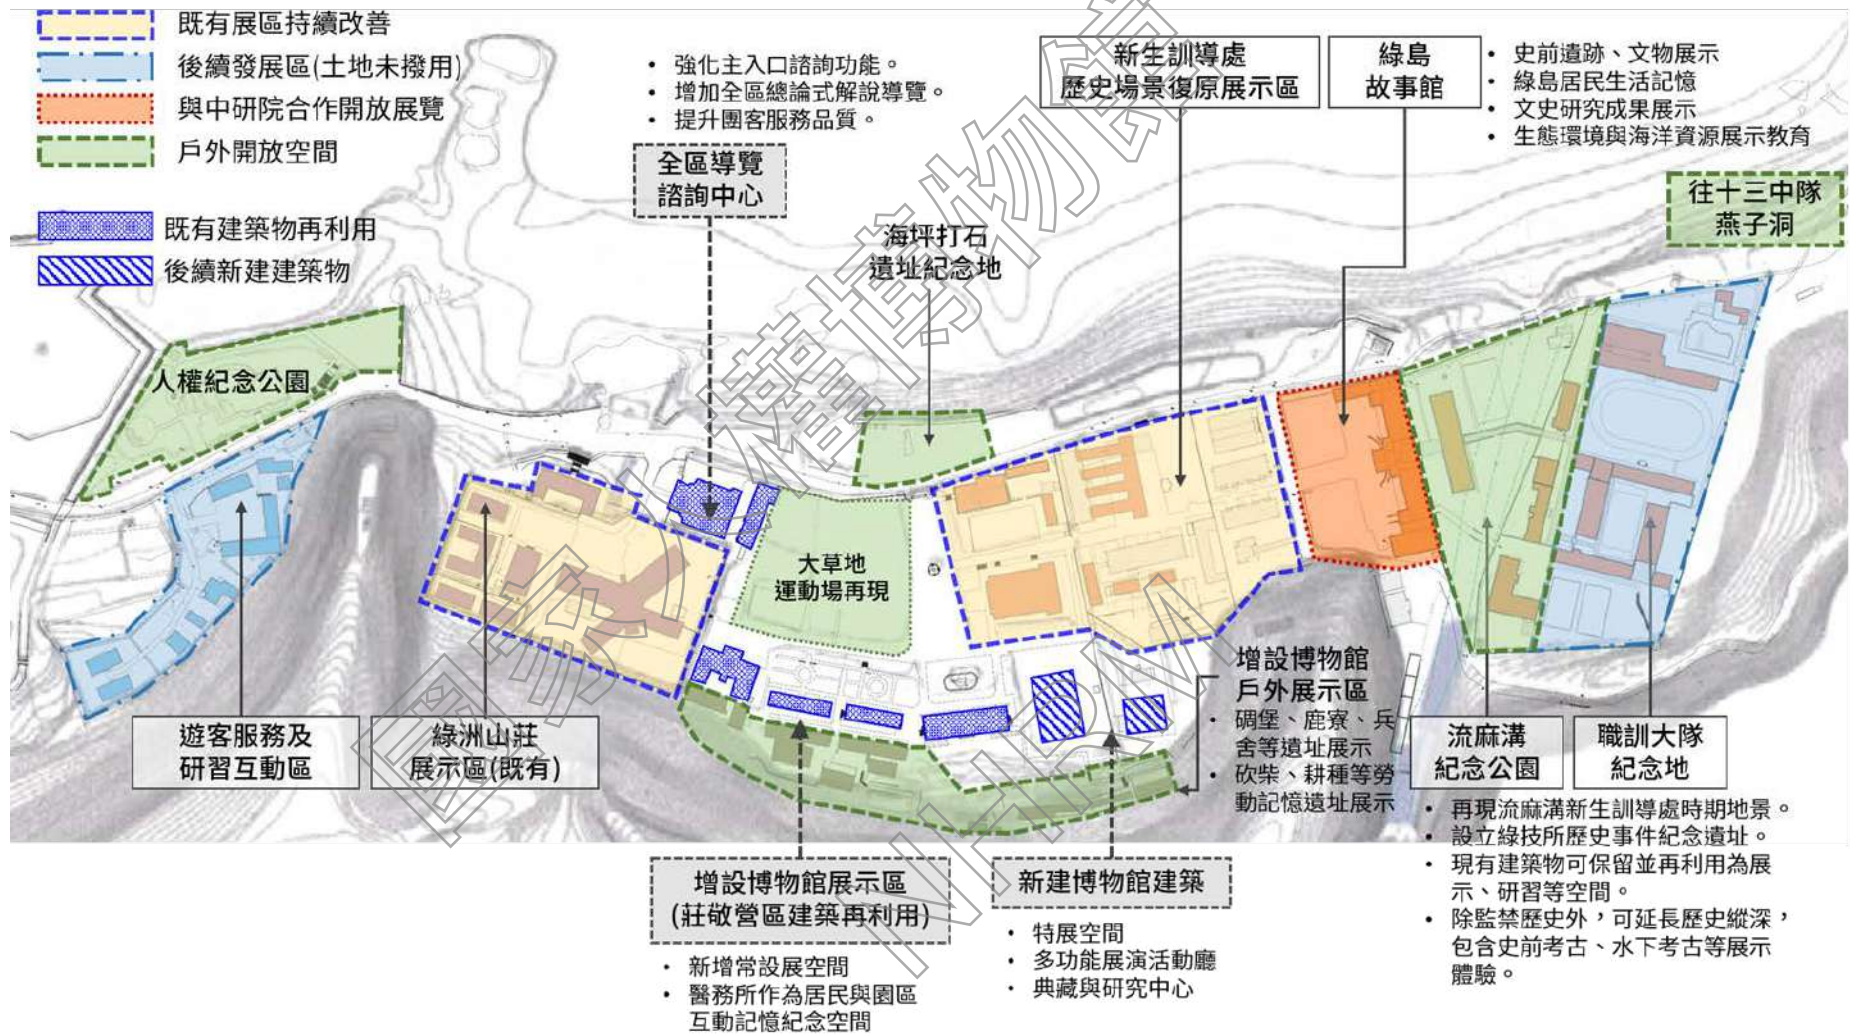 既有展區持續改善
後續發展區(土地未撥用)
與中研院合作開放展覽
戶外開放空間
既有建築物再利用
後續新建建築物
• 強化主入口諮詢功能。
• 增加全區總論式解說導覽。
• 提升團客服務品質。
全區導覽
諮詢中心
海坪打石
遺址紀念地
新生訓導處
歷史場景復原展示區
綠島
故事館
• 史前遺跡、文物展示
• 綠島居民生活記憶
• 文史研究成果展示
• 生態環境與海洋資源展示教育
往十三中隊
燕子洞
人權紀念公園
大草地
運動場再現
遊客服務及
研習互動區
綠洲山莊
展示區(既有)
增設博物館
戶外展示區
• 碉堡、鹿寮、兵
舍等遺址展示
• 砍柴、耕種等勞
動記憶遺址展示
流麻溝
紀念公園
職訓大隊
紀念地
• 再現流麻溝新生訓導處時期地景。
• 設立綠技所歷史事件紀念遺址。
• 現有建築物可保留並再利用為展
示、研習等空間。
• 除監禁歷史外，可延長歷史縱深，
包含史前考古、水下考古等展示
體驗。
增設博物館展示區
(莊敬營區建築再利用)
• 新增常設展空間
• 醫務所作為居民與園區
互動記憶紀念空間
新建博物館建築
• 特展空間
• 多功能展演活動廳
• 典藏與研究中心
國家人權博物館
NHRM